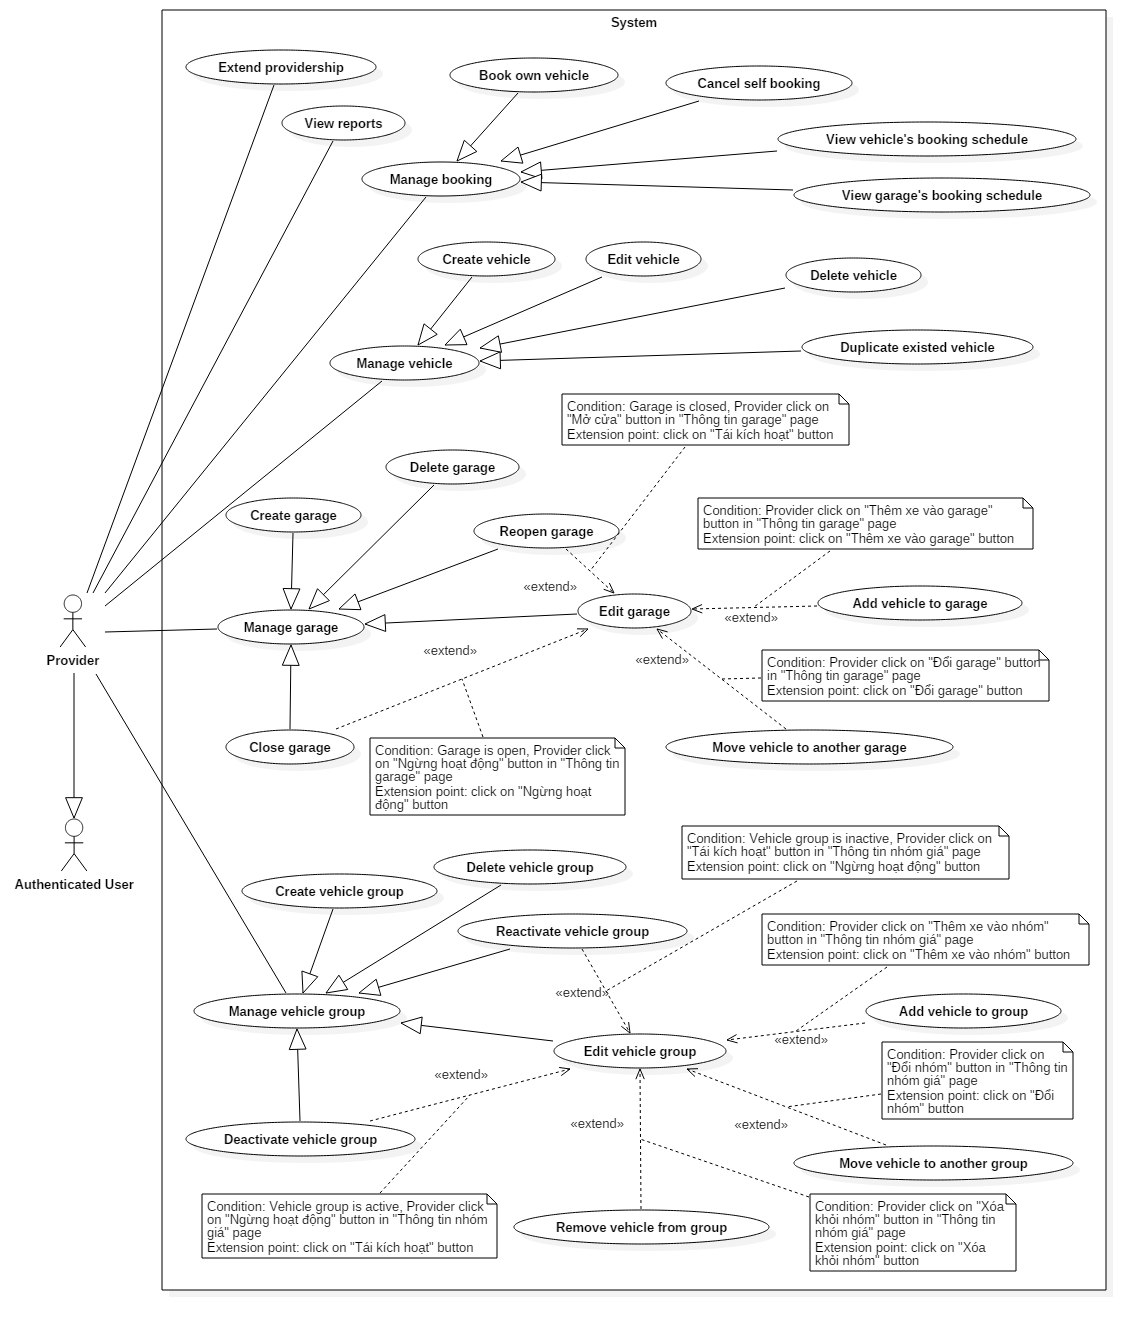 System
Extend providership
Book own vehicle
Cancel self booking
View reports
View vehicle's booking schedule
Manage booking
View garage's booking schedule
Create vehicle
Edit vehicle
Delete vehicle
Duplicate existed vehicle
Manage vehicle
Condition: Garage is closed, Provider click on
"Mở cửa" button in "Thông tin garage" page
Extension point: click on "Tái kích hoạt" button
Delete garage
Create garage
Reopen garage
Condition: Provider click on "Thêm xe vào garage"
button in "Thông tin garage" page
Extension point: click on "Thêm xe vào garage" button
«extend»
Edit garage
Add vehicle to garage
«extend»
Manage garage
Provider
«extend»
«extend»
Condition: Provider click on "Đổi garage" button
in "Thông tin garage" page
Extension point: click on "Đổi garage" button
Close garage
Move vehicle to another garage
Condition: Garage is open, Provider click
on "Ngừng hoạt động" button in "Thông tin
garage" page
Extension point: click on "Ngừng hoạt
động" button
Authenticated User
Condition: Vehicle group is inactive, Provider click on
"Tái kích hoạt" button in "Thông tin nhóm giá" page
Extension point: click on "Ngừng hoạt động" button
Delete vehicle group
Create vehicle group
Reactivate vehicle group
Condition: Provider click on "Thêm xe vào nhóm"
button in "Thông tin nhóm giá" page
Extension point: click on "Thêm xe vào nhóm" button
«extend»
Manage vehicle group
Add vehicle to group
«extend»
Edit vehicle group
Condition: Provider click on
"Đổi nhóm" button in "Thông tin
nhóm giá" page
Extension point: click on "Đổi
nhóm" button
«extend»
«extend»
«extend»
Deactivate vehicle group
Move vehicle to another group
Condition: Vehicle group is active, Provider click
on "Ngừng hoạt động" button in "Thông tin nhóm
giá" page
Extension point: click on "Tái kích hoạt" button
Remove vehicle from group
Condition: Provider click on "Xóa
khỏi nhóm" button in "Thông tin
nhóm giá" page
Extension point: click on "Xóa
khỏi nhóm" button